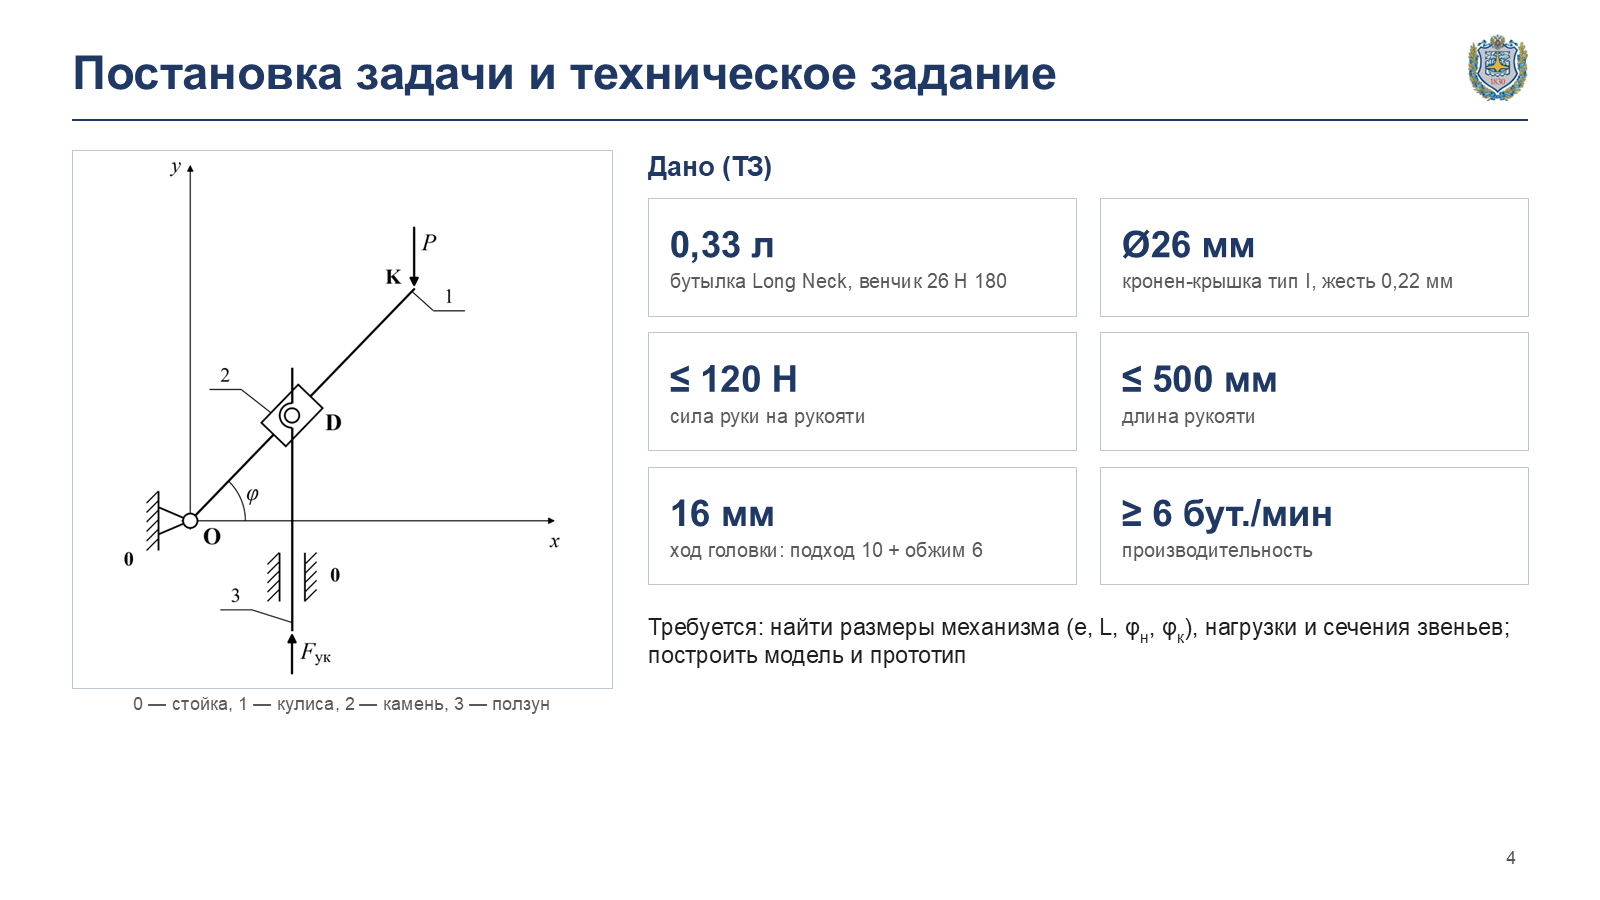 Постановка задачи и техническое задание
1830
y
P
K
1
2
D
φ
O
x
0
0
3
Fук
0 — стойка, 1 — кулиса, 2 — камень, 3 — ползун
Дано (ТЗ)
0,33 л
бутылка Long Neck, венчик 26 Н 180
Ø26 мм
кронен-крышка тип I, жесть 0,22 мм
≤ 120 Н
сила руки на рукояти
≤ 500 мм
длина рукояти
16 мм
ход головки: подход 10 + обжим 6
≥ 6 бут./мин
производительность
Требуется: найти размеры механизма (e, L, φн, φк), нагрузки и сечения звеньев;
построить модель и прототип
4